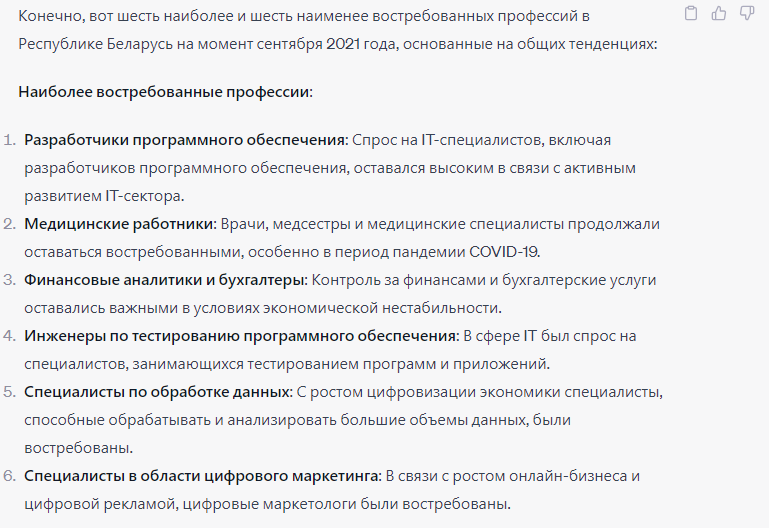 Конечно, вот шесть наиболее и шесть наименее востребованных профессий в
Республике Беларусь на момент сентября 2021 года, основанные на общих тенденциях:
Наиболее востребованные профессии:
1. Разработчики программного обеспечения: Спрос на IT-специалистов, включая
разработчиков программного обеспечения, оставался высоким в связи с активным
развитием IT-сектора.
2. Медицинские работники: Врачи, медсестры и медицинские специалисты продолжали
оставаться востребованными, особенно в период пандемии COVID-19.
3. Финансовые аналитики и бухгалтеры: Контроль за финансами и бухгалтерские услуги
оставались важными в условиях экономической нестабильности.
4. Инженеры по тестированию программного обеспечения: В сфере IT был спрос на
специалистов, занимающихся тестированием программ и приложений.
5. Специалисты по обработке данных: С ростом цифровизации экономики специалисты,
способные обрабатывать и анализировать большие объемы данных, были
востребованы.
6. Специалисты в области цифрового маркетинга: В связи с ростом онлайн-бизнеса и
цифровой рекламой, цифровые маркетологи были востребованы.